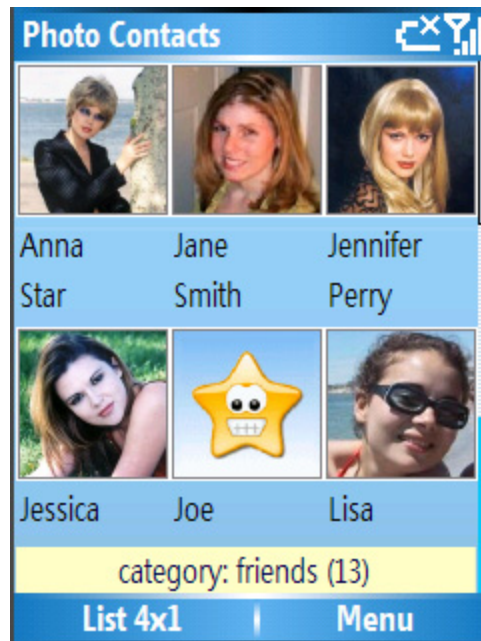 Photo Contacts
Anna Star
Jane Smith
Jennifer Perry
Jessica
Joe
Lisa
category: friends (13)
List 4x1
Menu